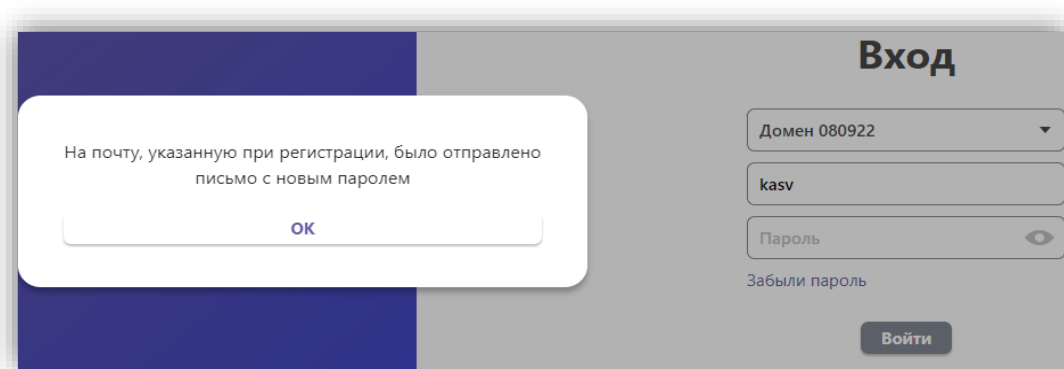 Вход
Домен 080922
На почту, указанную при регистрации, было отправлено
письмо с новым паролем
ОК
kasv
Пароль
Забыли пароль
Войти